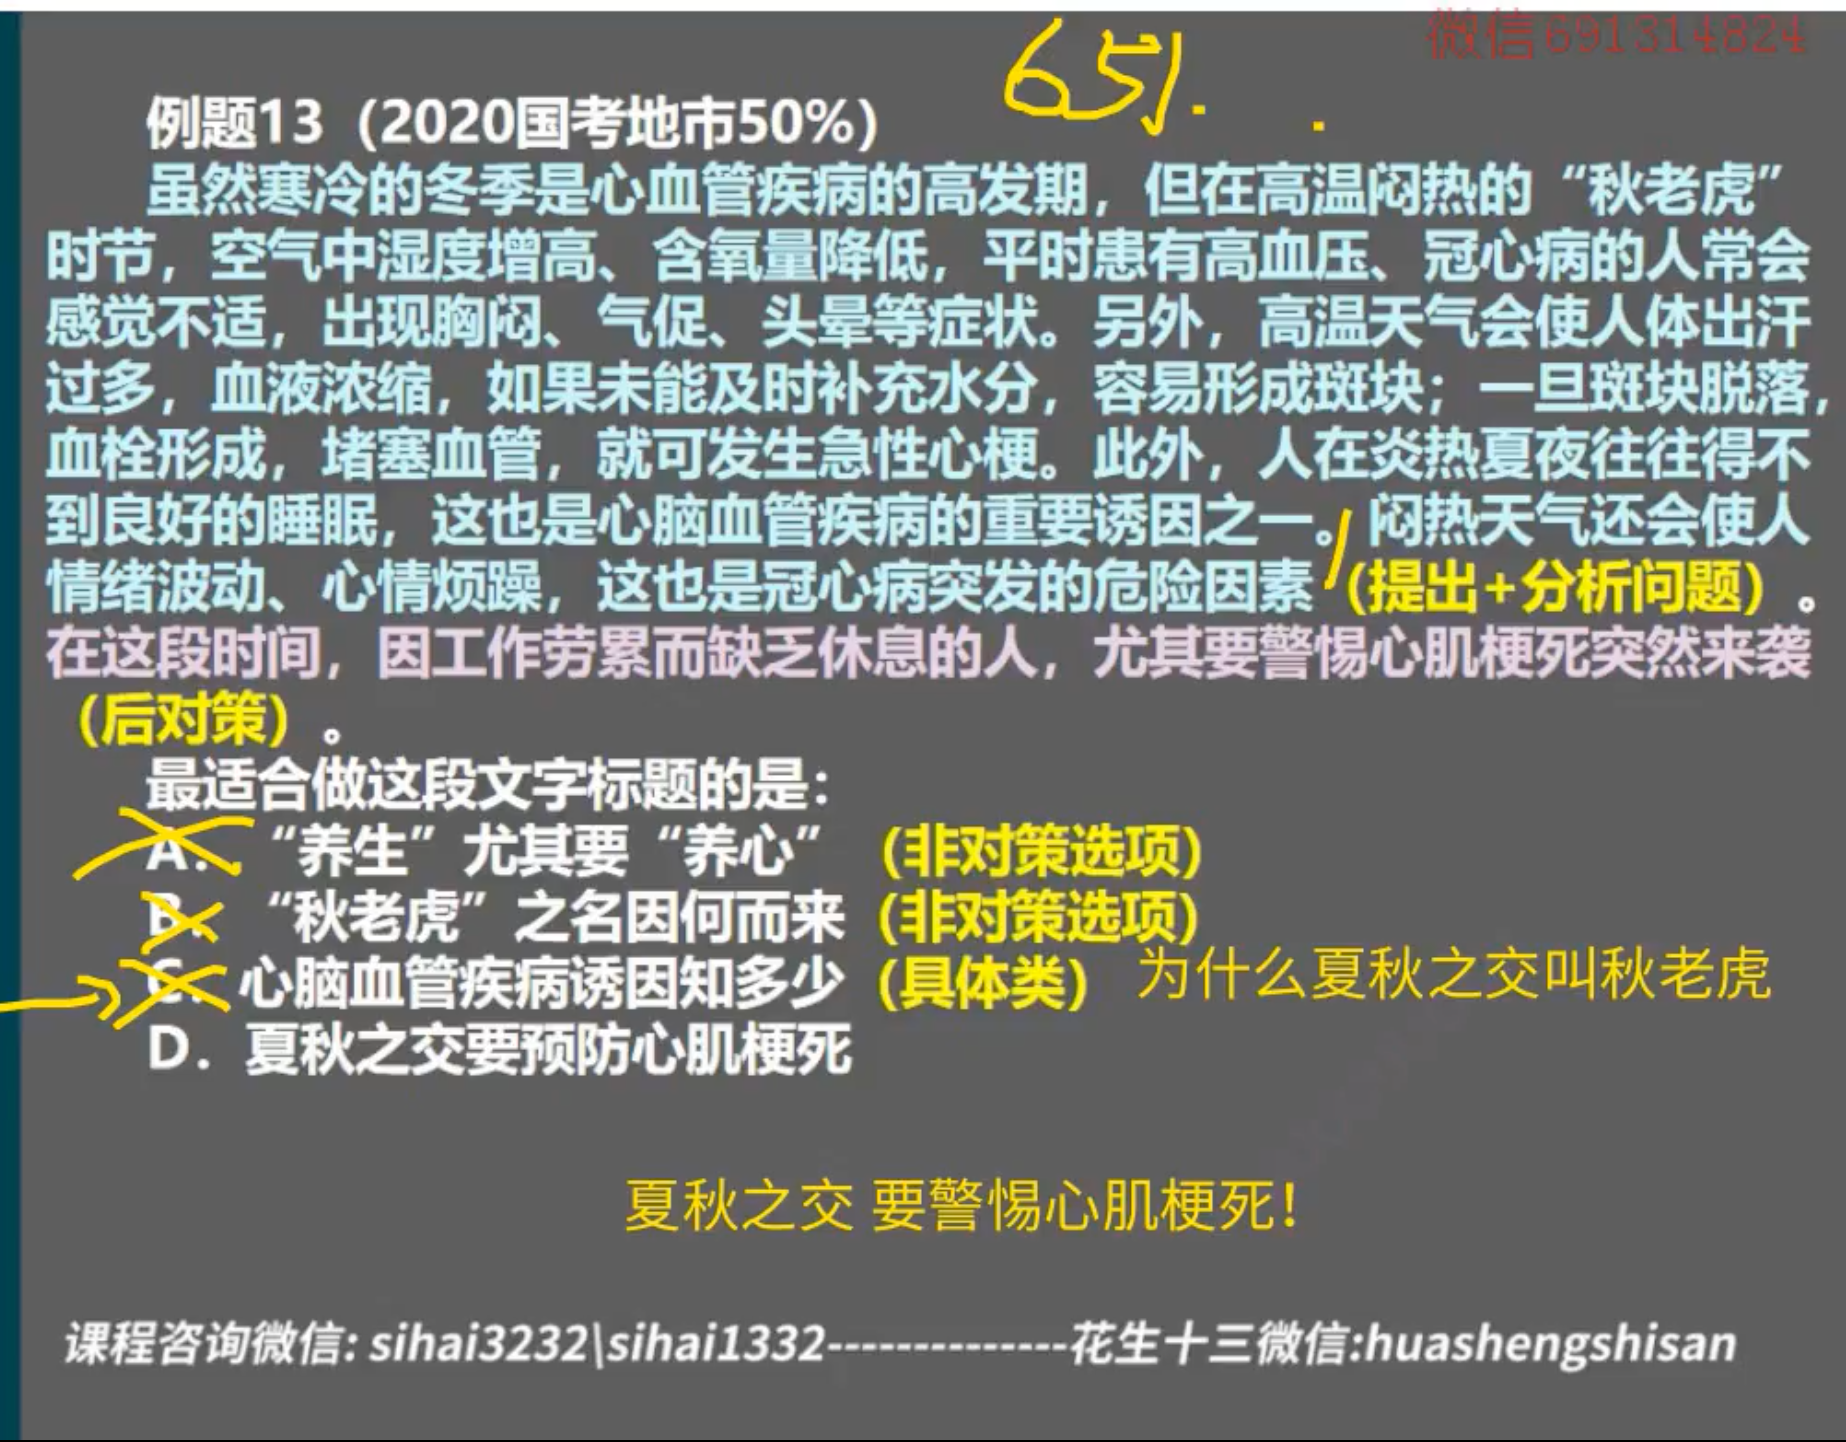 微信691314824
65%.
例题13（2020国考地市50%）
虽然寒冷的冬季是心血管疾病的高发期，但在高温闷热的“秋老虎”
时节，空气中湿度增高、含氧量降低，平时患有高血压、冠心病的人常会
感觉不适，出现胸闷、气促、头晕等症状。另外，高温天气会使人体出汗
过多，血液浓缩，如果未能及时补充水分，容易形成斑块；一旦斑块脱落，
血栓形成，堵塞血管，就可发生急性心梗。此外，人在炎热夏夜往往得不
到良好的睡眠，这也是心脑血管疾病的重要诱因之一。闷热天气还会使人
情绪波动、心情烦躁，这也是冠心病突发的危险因素（提出+分析问题）。
在这段时间，因工作劳累而缺乏休息的人，尤其要警惕心肌梗死突然来袭
（后对策）。
最适合做这段文字标题的是：
A．“养生”尤其要“养心”（非对策选项）
B．“秋老虎”之名因何而来（非对策选项）
C．心脑血管疾病诱因知多少（具体类）为什么夏秋之交叫秋老虎
D．夏秋之交要预防心肌梗死
夏秋之交 要警惕心肌梗死！
课程咨询微信: sihai3232\sihai1332--------------花生十三微信:huashengshisan